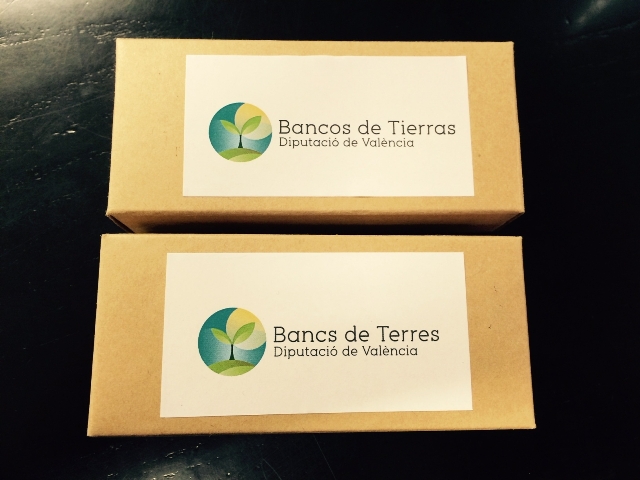 Bancos de Tierras
Diputació de València
Bancs de Terres
Diputació de València